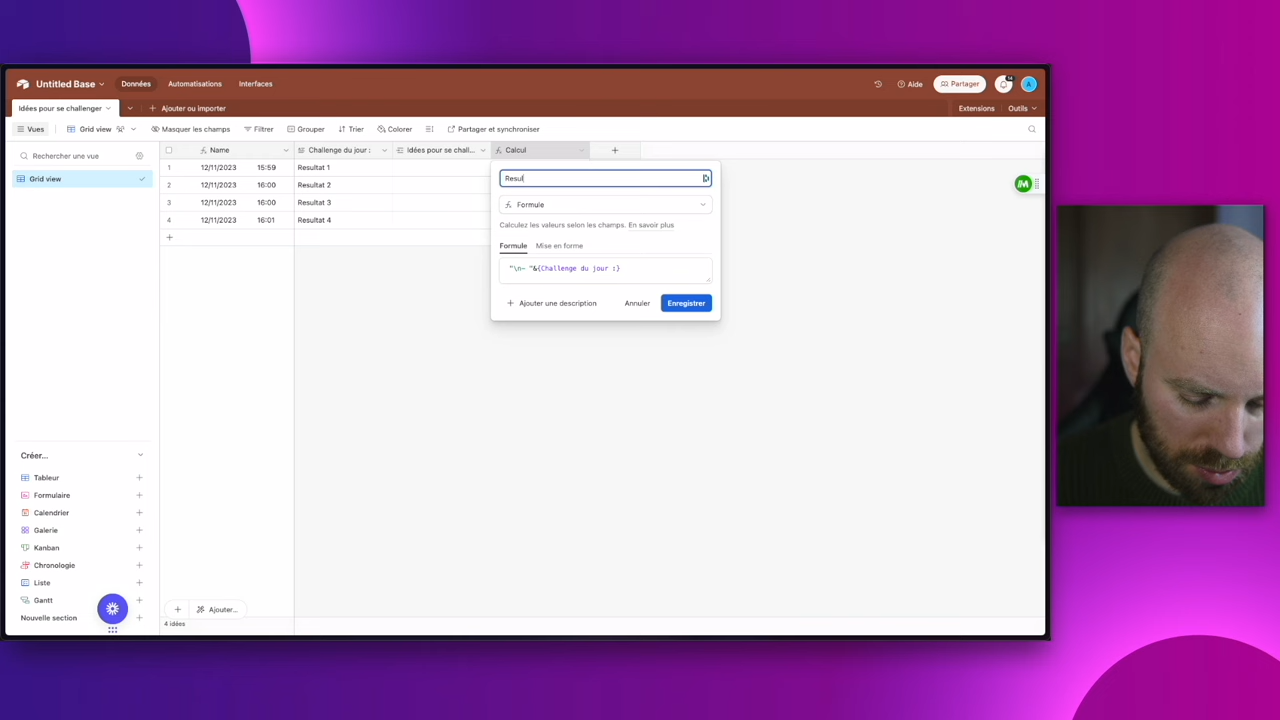 Untitled Base
Données
Automatisations
Interfaces
Aide
14
Partager
A
Idées pour se challenger
Ajouter ou importer
Extensions
Outils
Vues
Grid view
Masquer les champs
Filtrer
Grouper
Trier
Colorer
Partager et synchroniser
Rechercher une vue
Grid view
Name
Challenge du jour :
Idées pour se chall...
Calcul
1 12/11/2023 15:59 Resultat 1
2 12/11/2023 16:00 Resultat 2
3 12/11/2023 16:00 Resultat 3
4 12/11/2023 16:01 Resultat 4
Resul
Formule
Calculez les valeurs selon les champs. En savoir plus
Formule
Mise en forme
"\n- "&{Challenge du jour :}
Ajouter une description
Annuler
Enregistrer
Créer...
Tableur
Formulaire
Calendrier
Galerie
Kanban
Chronologie
Liste
Gantt
Nouvelle section
Ajouter...
4 idées